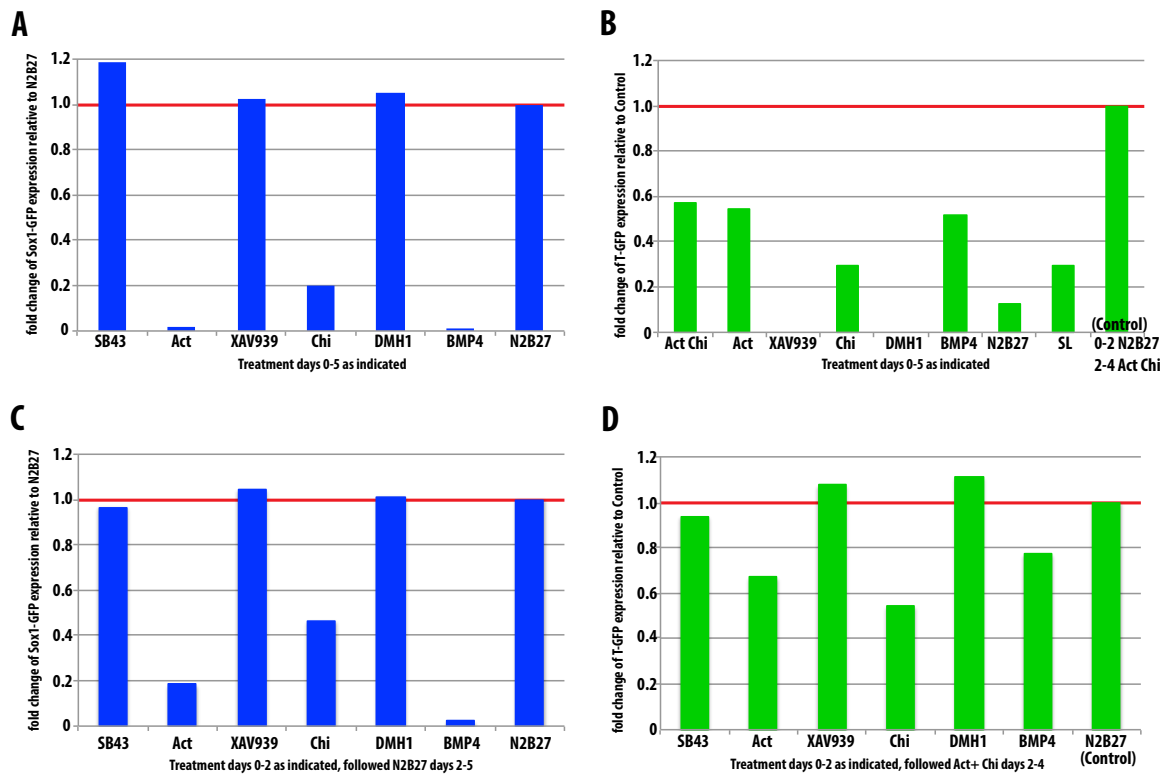 A
fold change of Sox1-GFP expression relative to N2B27
1.2
1.0
0.8
0.6
0.4
0.2
0
SB43 Act XAV939 Chi DMH1 BMP4 N2B27
Treatment days 0-5 as indicated
B
fold change of T-GFP expression relative to Control
1.2
1.0
0.8
0.6
0.4
0.2
0
Act Chi Act XAV939 Chi DMH1 BMP4 N2B27 SL (Control)
0-2 N2B27
2-4 Act Chi
Treatment days 0-5 as indicated
C
fold change of Sox1-GFP expression relative to N2B27
1.2
1.0
0.8
0.6
0.4
0.2
0
SB43 Act XAV939 Chi DMH1 BMP4 N2B27
Treatment days 0-2 as indicated, followed N2B27 days 2-5
D
fold change of T-GFP expression relative to Control
1.2
1.0
0.8
0.6
0.4
0.2
0
SB43 Act XAV939 Chi DMH1 BMP4 N2B27
(Control)
Treatment days 0-2 as indicated, followed Act+ Chi days 2-4